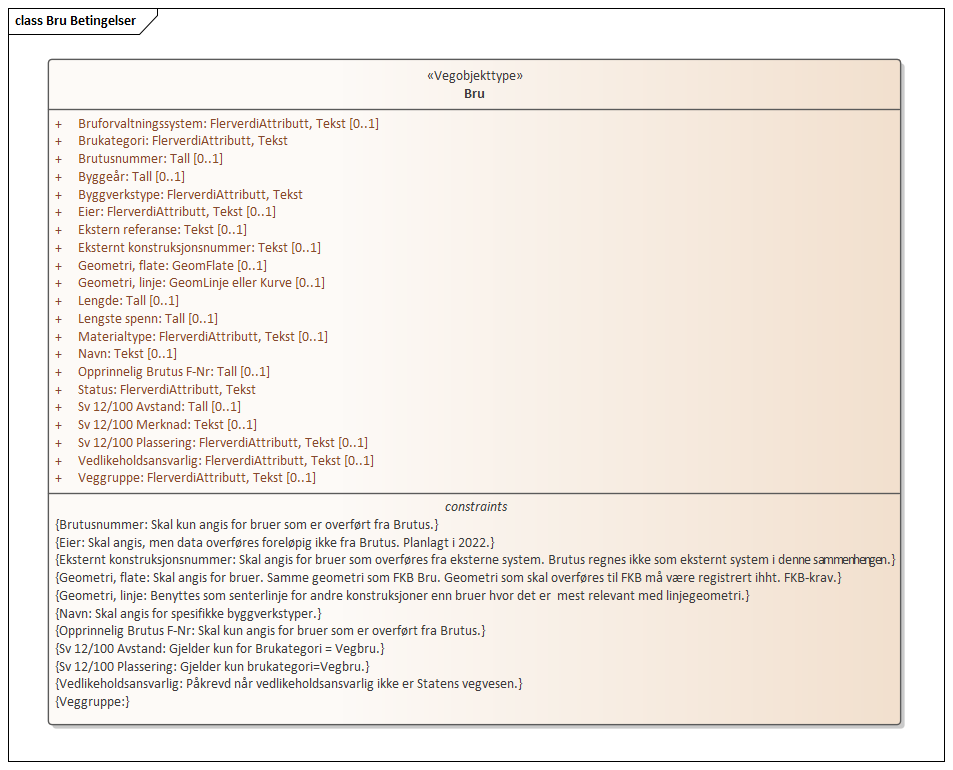 class Bru Betingelser
«Vegobjekttype»
Bru
+ Bruforvaltningssystem: FlerverdiAttributt, Tekst [0..1]
+ Brukategori: FlerverdiAttributt, Tekst
+ Brutusnummer: Tall [0..1]
+ Byggeår: Tall [0..1]
+ Byggverkstype: FlerverdiAttributt, Tekst
+ Eier: FlerverdiAttributt, Tekst [0..1]
+ Ekstern referanse: Tekst [0..1]
+ Eksternt konstruksjonsnummer: Tekst [0..1]
+ Geometri, flate: GeomFlate [0..1]
+ Geometri, linje: GeomLinje eller Kurve [0..1]
+ Lengde: Tall [0..1]
+ Lengste spenn: Tall [0..1]
+ Materialtype: FlerverdiAttributt, Tekst [0..1]
+ Navn: Tekst [0..1]
+ Opprinnelig Brutus F-Nr: Tall [0..1]
+ Status: FlerverdiAttributt, Tekst
+ Sv 12/100 Avstand: Tall [0..1]
+ Sv 12/100 Merknad: Tekst [0..1]
+ Sv 12/100 Plassering: FlerverdiAttributt, Tekst [0..1]
+ Vedlikeholdsansvarlig: FlerverdiAttributt, Tekst [0..1]
+ Veggruppe: FlerverdiAttributt, Tekst [0..1]
constraints
{Brutusnummer: Skal kun angis for bruer som er overført fra Brutus.}
{Eier: Skal angis, men data overføres foreløpig ikke fra Brutus. Planlagt i 2022.}
{Eksternt konstruksjonsnummer: Skal angis for bruer som overføres fra eksterne system. Brutus regnes ikke som eksternt system i denne sammenhengen.}
{Geometri, flate: Skal angis for bruer. Samme geometri som FKB Bru. Geometri som skal overføres til FKB må være registrert ihht. FKB-krav.}
{Geometri, linje: Benyttes som senterlinje for andre konstruksjoner enn bruer hvor det er  mest relevant med linjegeometri.}
{Navn: Skal angis for spesifikke byggverkstyper.}
{Opprinnelig Brutus F-Nr: Skal kun angis for bruer som er overført fra Brutus.}
{Sv 12/100 Avstand: Gjelder kun for Brukategori = Vegbru.}
{Sv 12/100 Plassering: Gjelder kun brukategori=Vegbru.}
{Vedlikeholdsansvarlig: Påkrevd når vedlikeholdsansvarlig ikke er Statens vegvesen.}
{Veggruppe:}